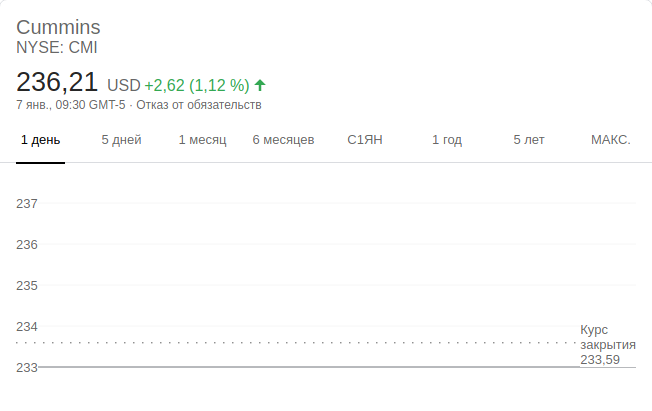 Cummins
NYSE: CMI
236,21 USD +2,62 (1,12 %)
7 янв., 09:30 GMT-5 · Отказ от обязательств
1 день 5 дней 1 месяц 6 месяцев С1ЯН 1 год 5 лет МАКС.
237
236
235
234
Курс
закрытия
233,59
233